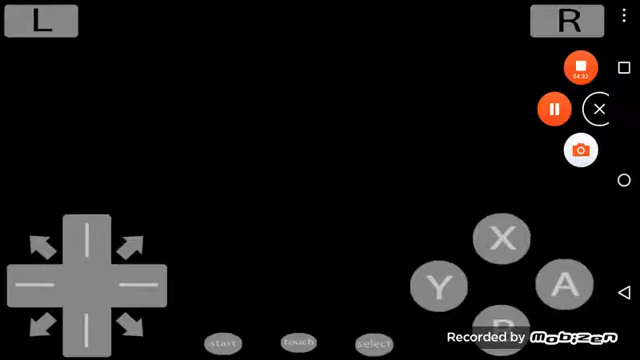 L
R
04:33
X
Y
A
B
start
touch
select
Recorded by
MOBIZEN